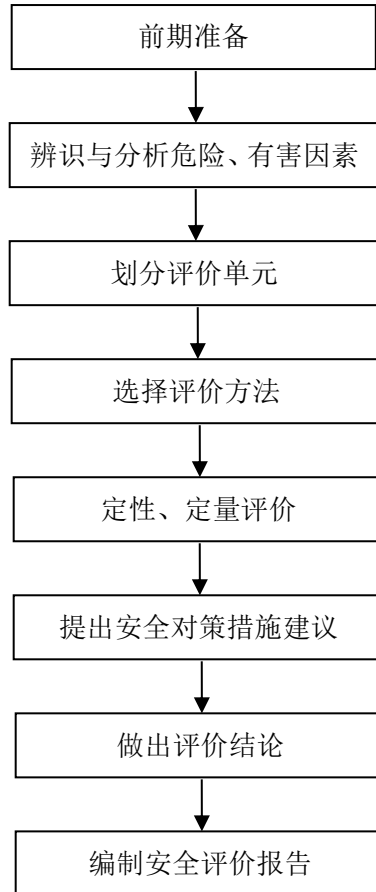 前期准备
辨识与分析危险、有害因素
划分评价单元
选择评价方法
定性、定量评价
提出安全对策措施建议
做出评价结论
编制安全评价报告